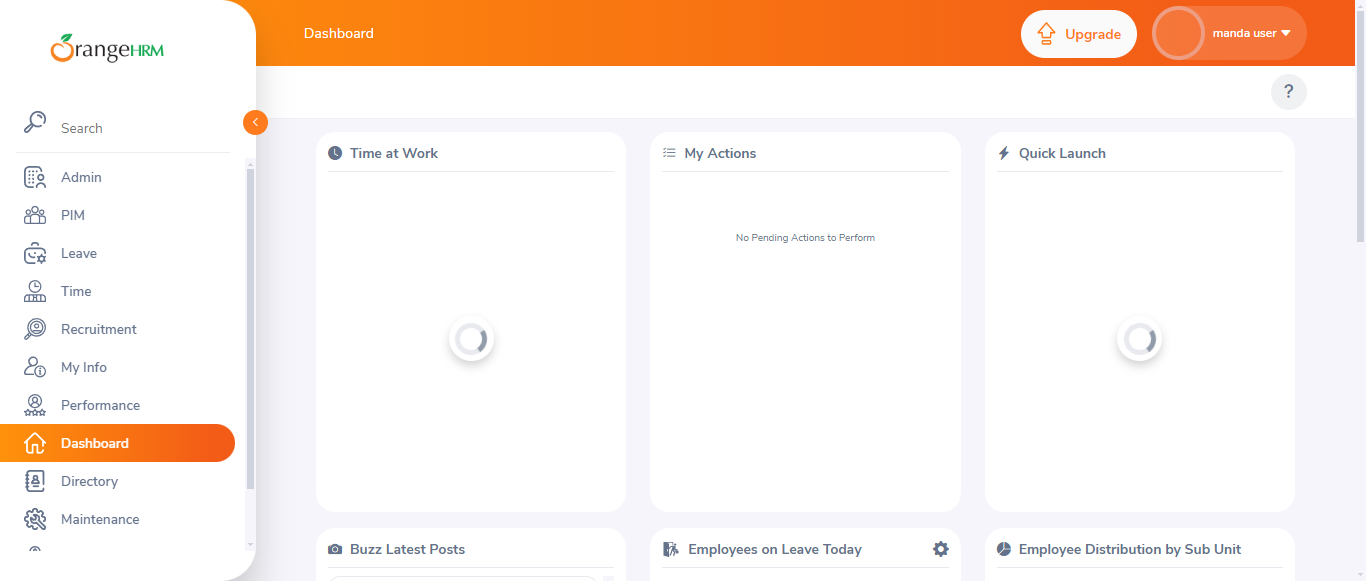 OrangeHRM
Dashboard
Upgrade
manda user
?
Search
Admin
PIM
Leave
Time
Recruitment
My Info
Performance
Dashboard
Directory
Maintenance
Time at Work
My Actions
No Pending Actions to Perform
Quick Launch
Buzz Latest Posts
Employees on Leave Today
Employee Distribution by Sub Unit